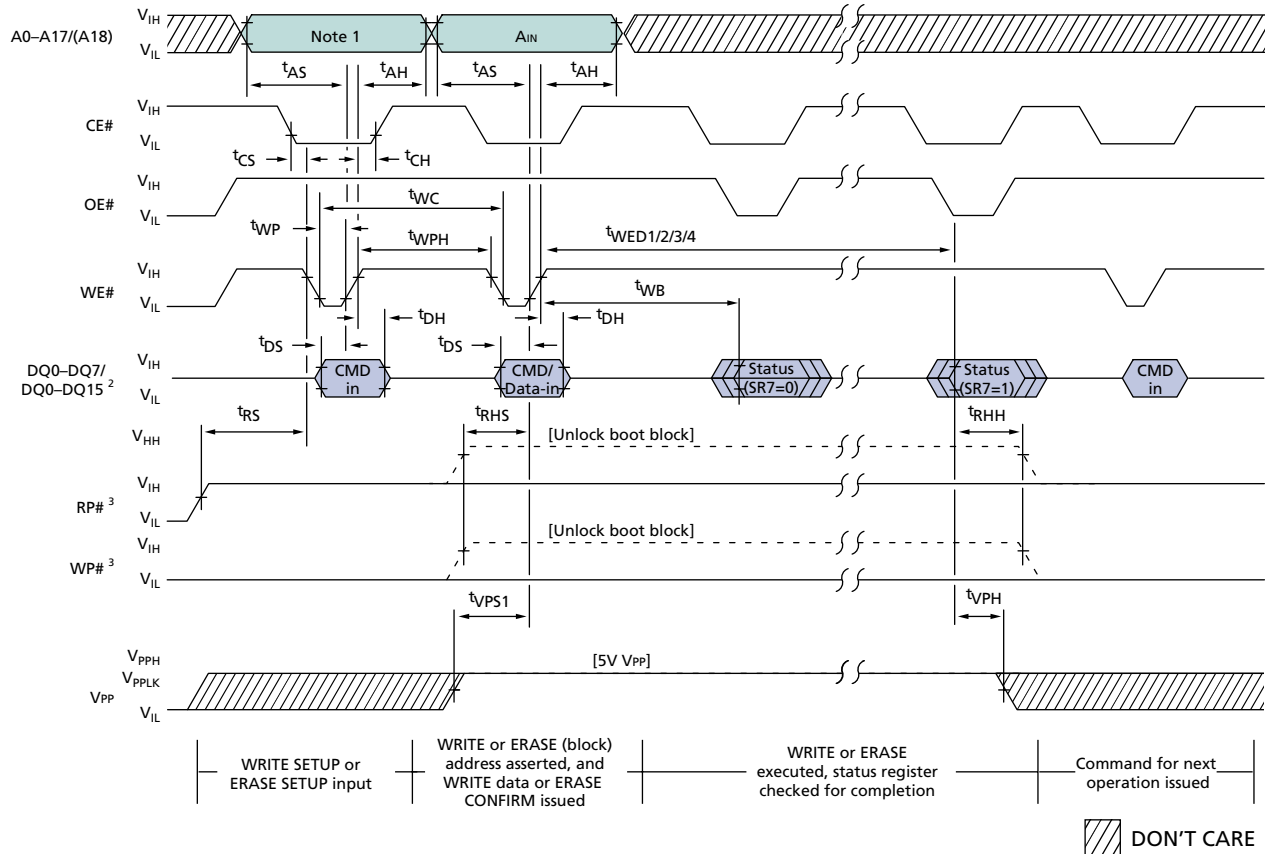 A0–A17/(A18)
VIH
VIL
Note 1
AIN
tAS
tAH
tAS
tAH
CE#
VIH
VIL
tCS
tCH
OE#
VIH
VIL
tWC
tWP
tWPH
tWED1/2/3/4
WE#
VIH
VIL
tWB
tDH
tDH
tDS
tDS
DQ0–DQ7/
DQ0–DQ15 2
VIH
VIL
CMD
in
CMD/
Data-in
Status
(SR7=0)
Status
(SR7=1)
CMD
in
tRS
tRHS
tRHH
VHH
[Unlock boot block]
RP# 3
VIH
VIL
[Unlock boot block]
WP# 3
VIH
VIL
tVPS1
tVPH
VPPH
[5V VPP]
VPPLK
VPP
VIL
WRITE SETUP or
ERASE SETUP input
WRITE or ERASE (block)
address asserted, and
WRITE data or ERASE
CONFIRM issued
WRITE or ERASE
executed, status register
checked for completion
Command for next
operation issued
DON'T CARE